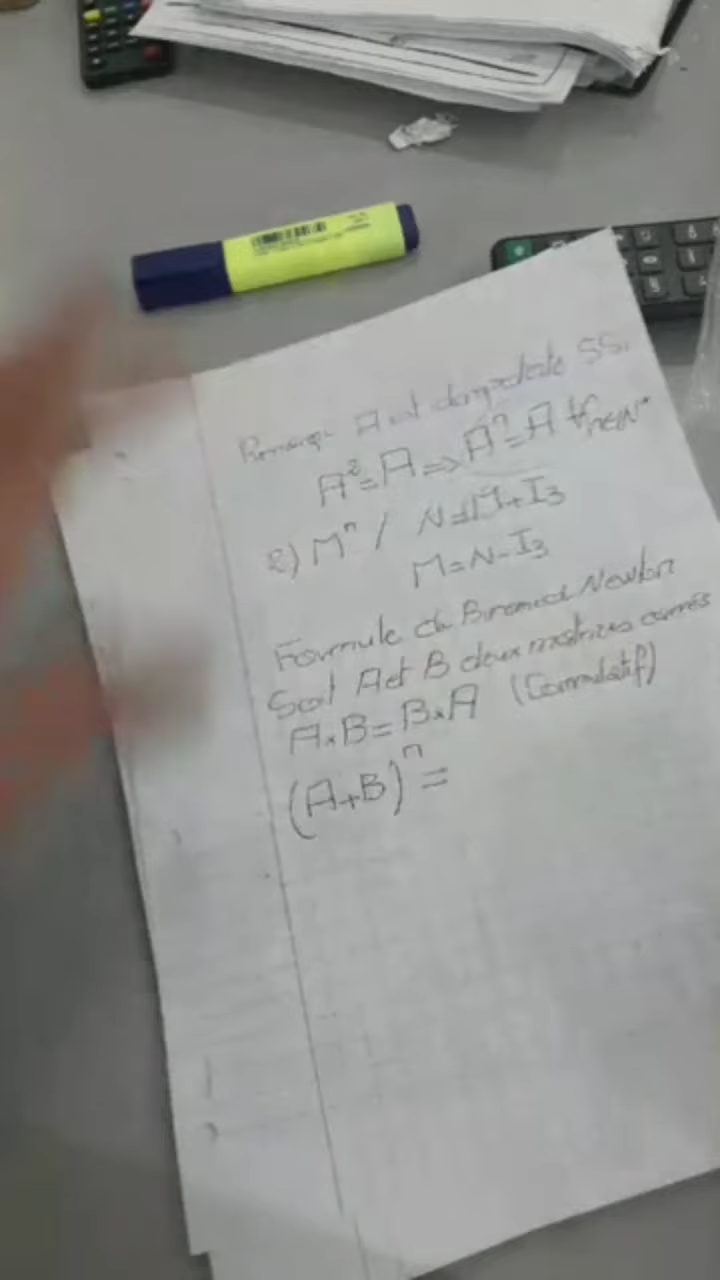 Remarque A est idempotente SSi
A² = A => Aⁿ = A ∀n∈N*
2) Mⁿ / N = M + I₃
M = N - I₃
Formule du Binome d Newton
Soit A et B deux matrices carrés
A×B = B×A (Commutatif)
(A+B)ⁿ =